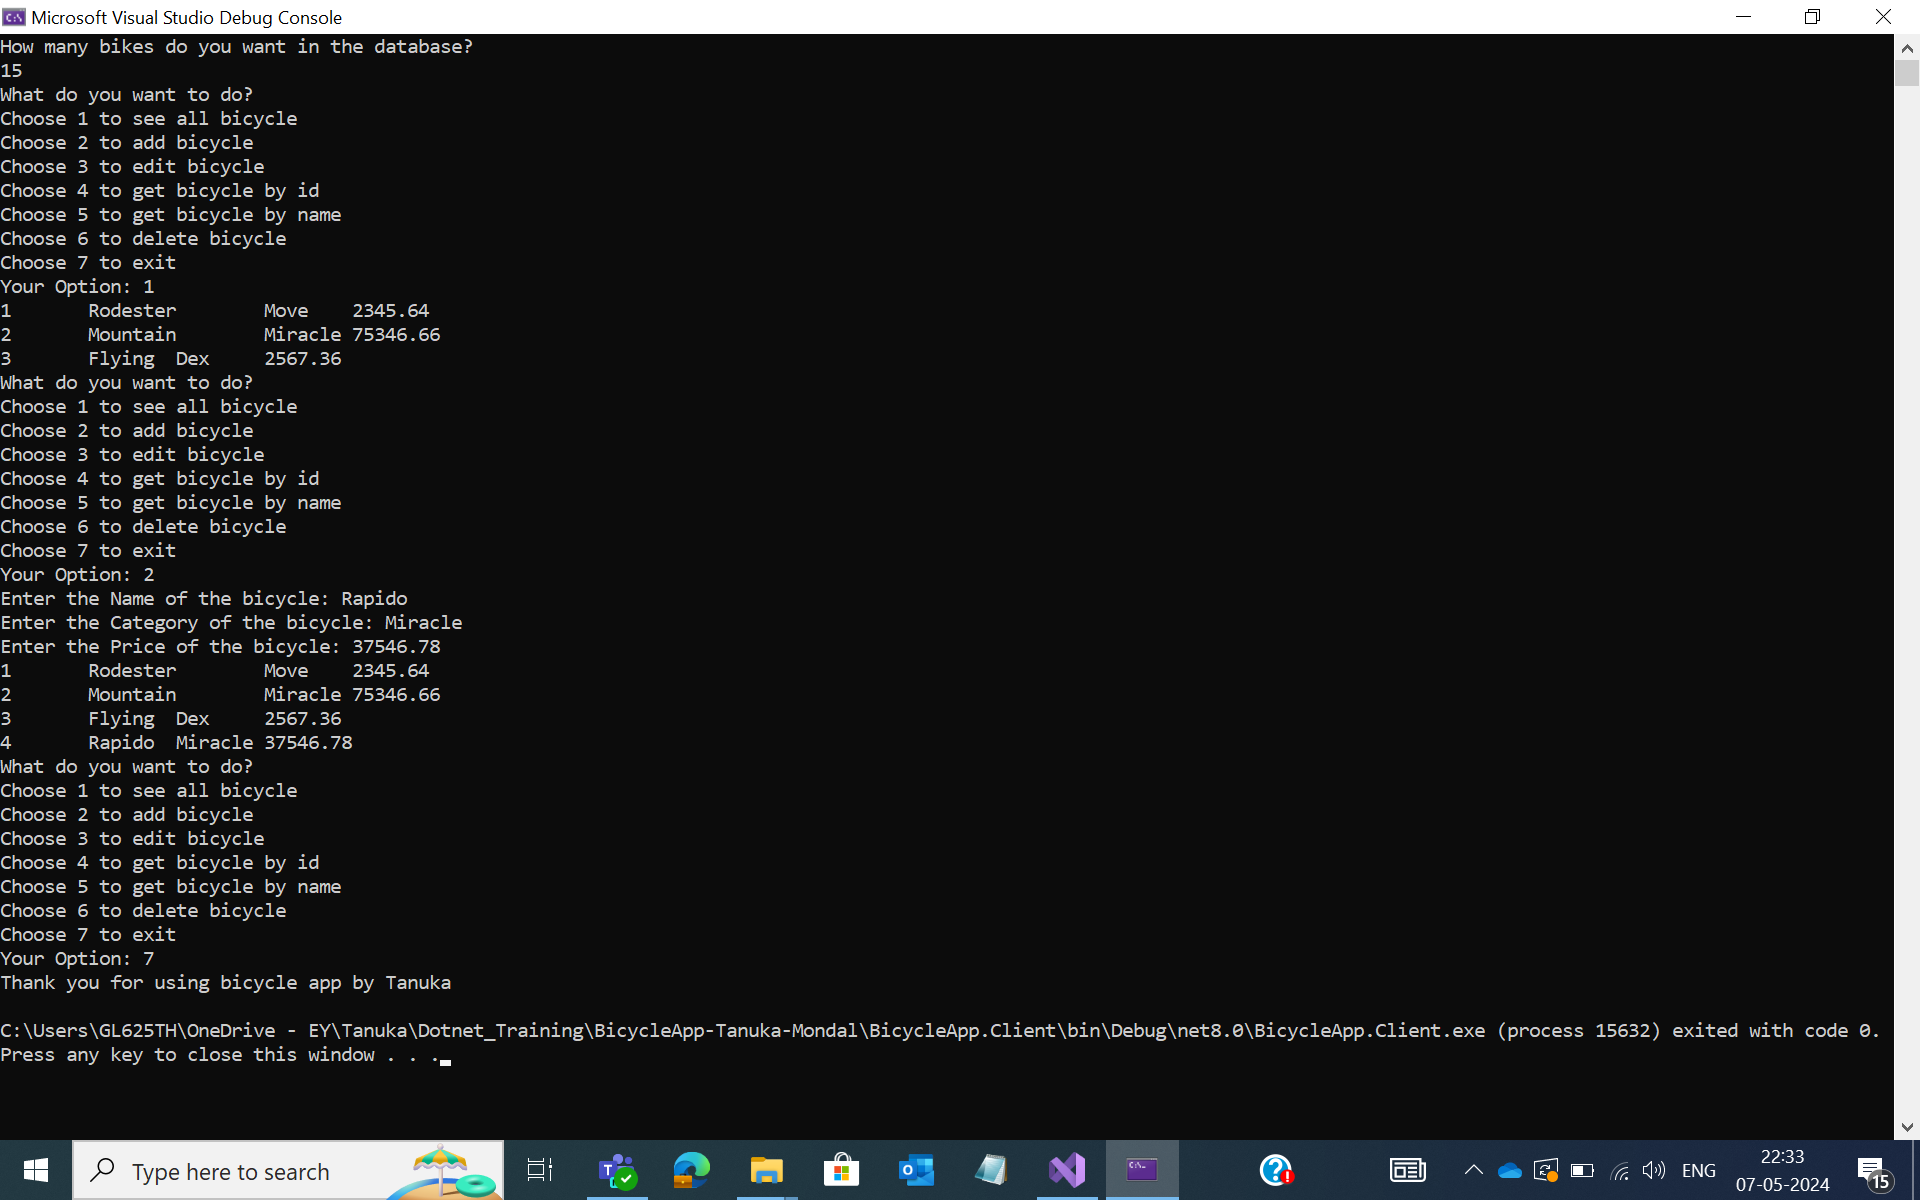 Microsoft Visual Studio Debug Console
How many bikes do you want in the database?
15
What do you want to do?
Choose 1 to see all bicycle
Choose 2 to add bicycle
Choose 3 to edit bicycle
Choose 4 to get bicycle by id
Choose 5 to get bicycle by name
Choose 6 to delete bicycle
Choose 7 to exit
Your Option: 1
1       Rodester        Move    2345.64
2       Mountain        Miracle 75346.66
3       Flying  Dex     2567.36
What do you want to do?
Choose 1 to see all bicycle
Choose 2 to add bicycle
Choose 3 to edit bicycle
Choose 4 to get bicycle by id
Choose 5 to get bicycle by name
Choose 6 to delete bicycle
Choose 7 to exit
Your Option: 2
Enter the Name of the bicycle: Rapido
Enter the Category of the bicycle: Miracle
Enter the Price of the bicycle: 37546.78
1       Rodester        Move    2345.64
2       Mountain        Miracle 75346.66
3       Flying  Dex     2567.36
4       Rapido  Miracle 37546.78
What do you want to do?
Choose 1 to see all bicycle
Choose 2 to add bicycle
Choose 3 to edit bicycle
Choose 4 to get bicycle by id
Choose 5 to get bicycle by name
Choose 6 to delete bicycle
Choose 7 to exit
Your Option: 7
Thank you for using bicycle app by Tanuka
C:\Users\GL625TH\OneDrive - EY\Tanuka\Dotnet_Training\BicycleApp-Tanuka-Mondal\BicycleApp.Client\bin\Debug\net8.0\BicycleApp.Client.exe (process 15632) exited with code 0.
Press any key to close this window . . .
Type here to search
ENG
22:33
07-05-2024
15